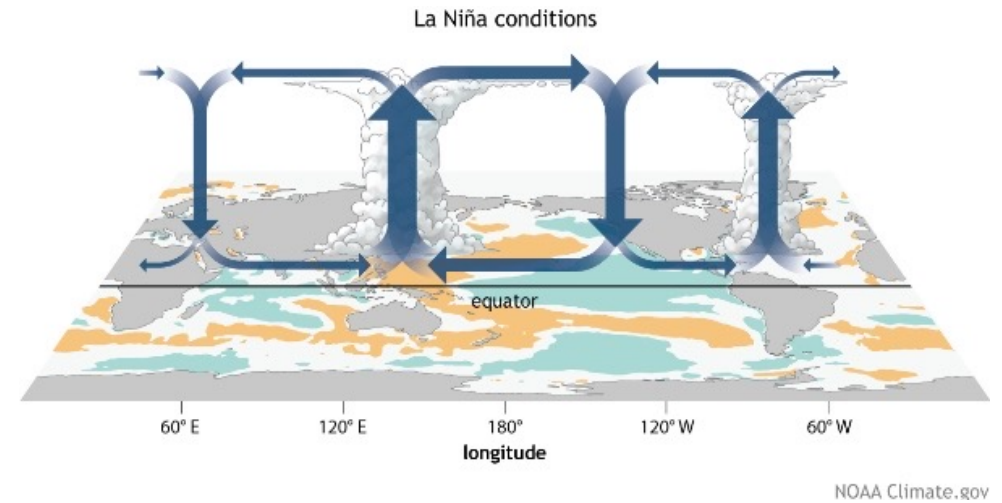 La Niña conditions
equator
60° E 120° E 180° 120° W 60° W
longitude
NOAA Climate.gov